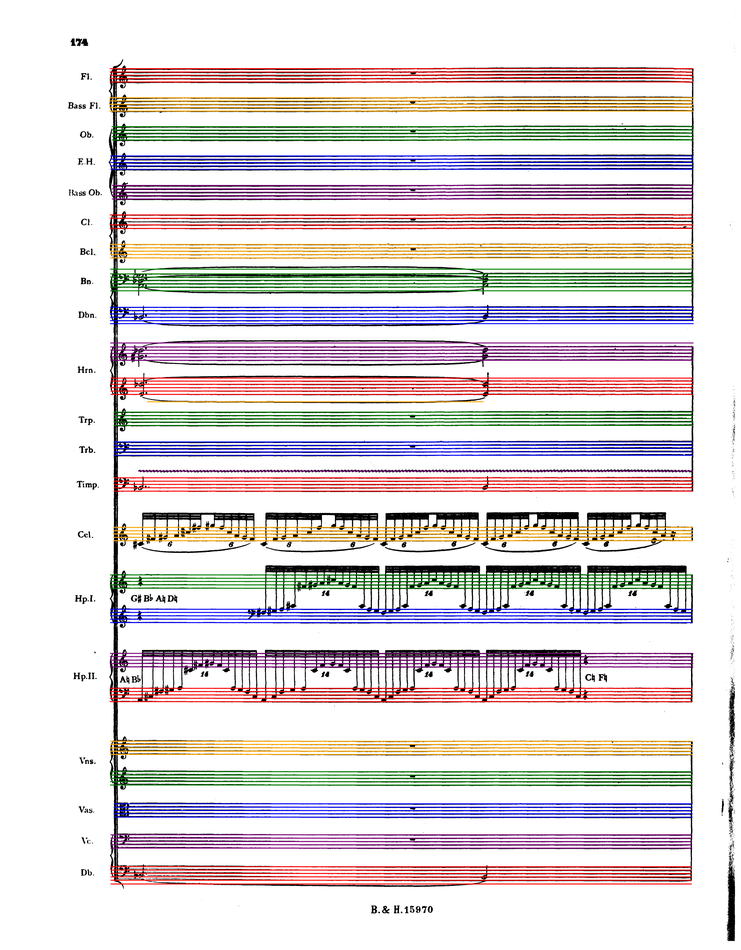 174
Fl.
Bass Fl.
Ob.
E.H.
Bass Ob.
Cl.
Bcl.
Bn.
Dbn.
Hrn.
Trp.
Trb.
Timp.
Cel.
6 6 6 6 6 6 6 6 6 6
Hp.I.
G♯ B♭ A♮ D♮
14 14 14 14
Hp.II.
A♮ B♭
14 14 14 14
C♮ F♮
Vns.
Vas.
Vc.
Db.
B. & H. 15970